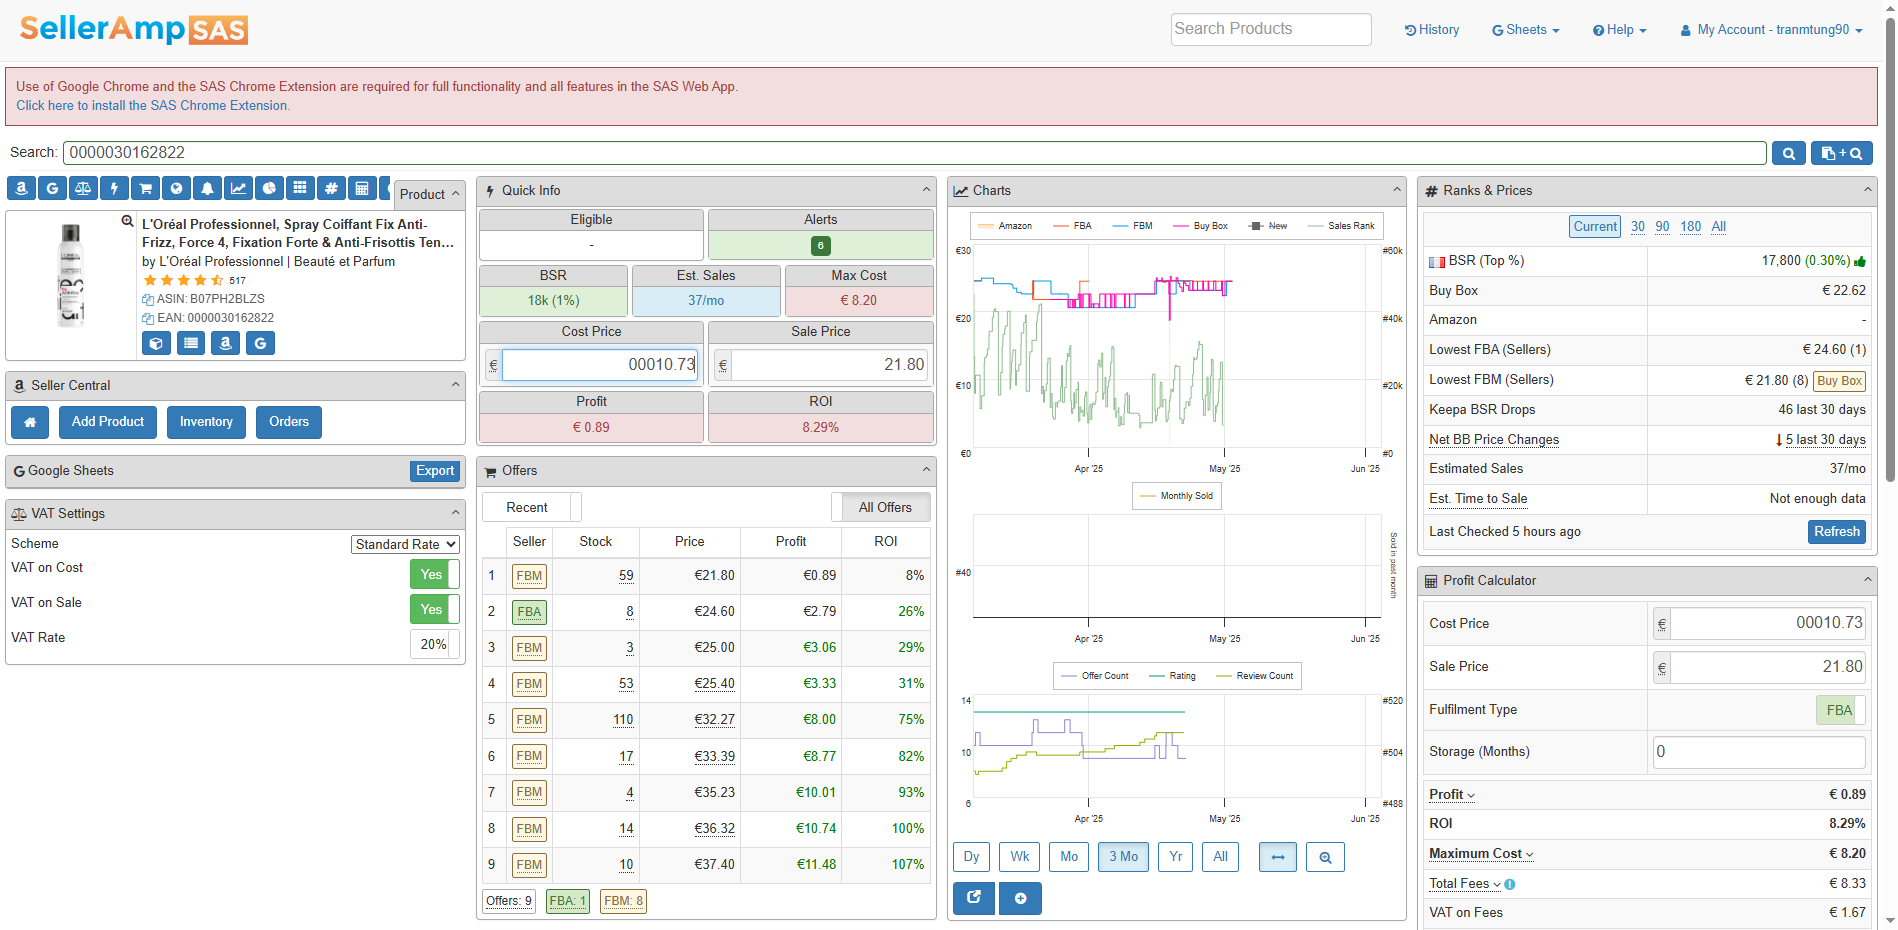 SellerAmp SAS
Search Products
History
Sheets
Help
My Account - tranmtung90
Use of Google Chrome and the SAS Chrome Extension are required for full functionality and all features in the SAS Web App.
Click here to install the SAS Chrome Extension.
Search: 0000030162822
Product
L'Oréal Professionnel, Spray Coiffant Fix Anti-
Frizz, Force 4, Fixation Forte & Anti-Frisottis Ten...
by L'Oréal Professionnel | Beauté et Parfum
517
ASIN: B07PH2BLZS
EAN: 0000030162822
Seller Central
Add Product
Inventory
Orders
Google Sheets
Export
VAT Settings
Scheme Standard Rate
VAT on Cost Yes
VAT on Sale Yes
VAT Rate 20%
Quick Info
Eligible Alerts
- 6
BSR Est. Sales Max Cost
18k (1%) 37/mo € 8.20
Cost Price Sale Price
€ 00010.73 € 21.80
Profit ROI
€ 0.89 8.29%
Offers
Recent All Offers
Seller Stock Price Profit ROI
1 FBM 59 €21.80 €0.89 8%
2 FBA 8 €24.60 €2.79 26%
3 FBM 3 €25.00 €3.06 29%
4 FBM 53 €25.40 €3.33 31%
5 FBM 110 €32.27 €8.00 75%
6 FBM 17 €33.39 €8.77 82%
7 FBM 4 €35.23 €10.01 93%
8 FBM 14 €36.32 €10.74 100%
9 FBM 10 €37.40 €11.48 107%
Offers: 9 FBA: 1 FBM: 8
Charts
Amazon FBA FBM Buy Box New Sales Rank
€30 #60k
€20 #40k
€10 #20k
€0 #0
Apr '25 May '25 Jun '25
Monthly Sold
#40
Sold in past month
Apr '25 May '25 Jun '25
Offer Count Rating Review Count
14 #520
10 #504
6 #488
Apr '25 May '25 Jun '25
Dy Wk Mo 3 Mo Yr All
Ranks & Prices
Current 30 90 180 All
BSR (Top %) 17,800 (0.30%)
Buy Box € 22.62
Amazon -
Lowest FBA (Sellers) € 24.60 (1)
Lowest FBM (Sellers) € 21.80 (8) Buy Box
Keepa BSR Drops 46 last 30 days
Net BB Price Changes 5 last 30 days
Estimated Sales 37/mo
Est. Time to Sale Not enough data
Last Checked 5 hours ago Refresh
Profit Calculator
Cost Price € 00010.73
Sale Price € 21.80
Fulfilment Type FBA
Storage (Months) 0
Profit € 0.89
ROI 8.29%
Maximum Cost € 8.20
Total Fees € 8.33
VAT on Fees € 1.67